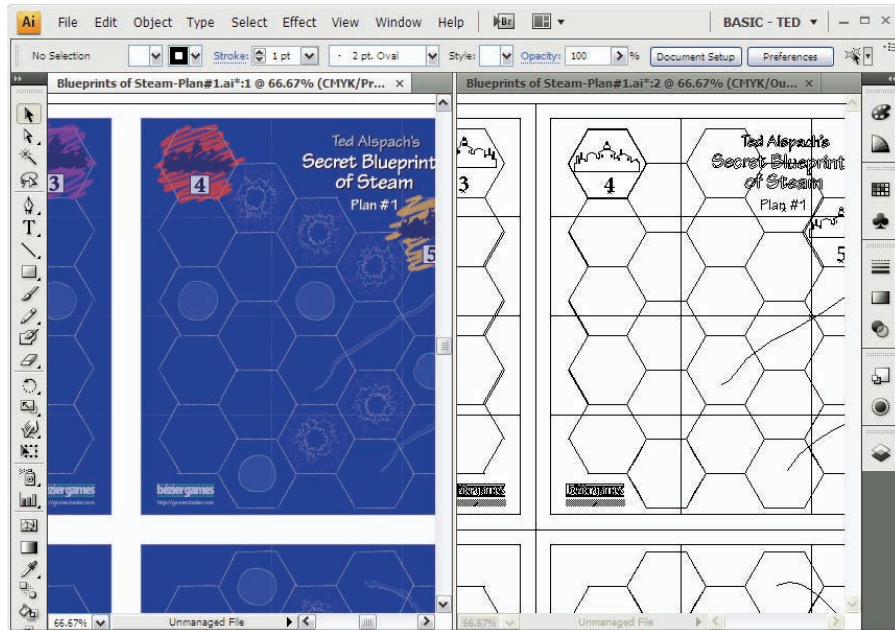 Ai File Edit Object Type Select Effect View Window Help Br BASIC - TED
No Selection Stroke: 1 pt 2 pt. Oval Style: Opacity: 100 % Document Setup Preferences
Blueprints of Steam-Plan#1.ai*:1 @ 66.67% (CMYK/Pr... × Blueprints of Steam-Plan#1.ai*:2 @ 66.67% (CMYK/Ou... ×
3
4
Ted Alspach's
Secret Blueprint
of Steam
Plan #1
5
béziergames
3
4
Ted Alspach's
Secret Blueprint
of Steam
Plan #1
5
béziergames
66.67% Unmanaged File
66.67% Unmanaged File